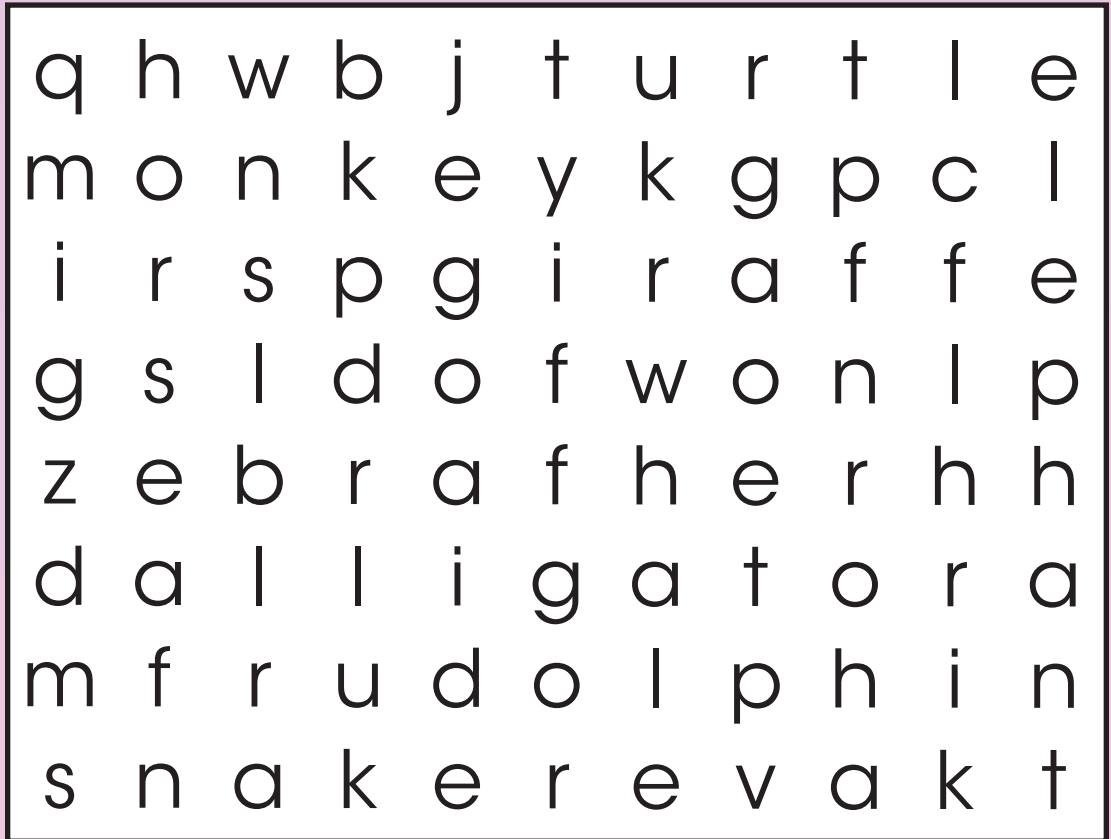 q h w b j t u r t l e
m o n k e y k g p c l
i r s p g i r a f f e
g s l d o f w o n l p
z e b r a f h e r h h
d a l l i g a t o r a
m f r u d o l p h i n
s n a k e r e v a k t